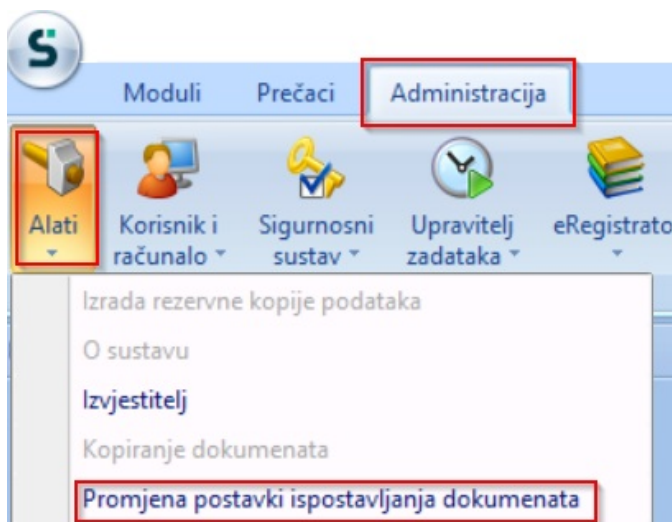 S
Moduli Prečaci Administracija
Alati Korisnik i računalo Sigurnosni sustav Upravitelj zadataka eRegistrato
Izrada rezervne kopije podataka
O sustavu
Izvjestitelj
Kopiranje dokumenata
Promjena postavki ispostavljanja dokumenata